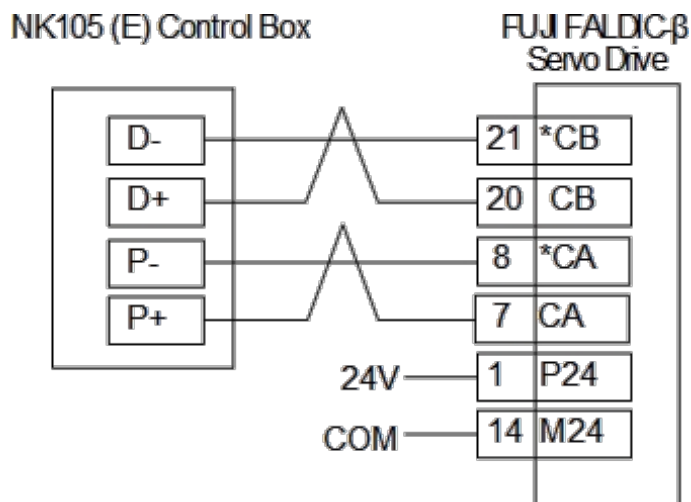 NK105 (E) Control Box
FUJI FALDIC-β
Servo Drive
D- 21 *CB
D+ 20 CB
P- 8 *CA
P+ 7 CA
24V 1 P24
COM 14 M24